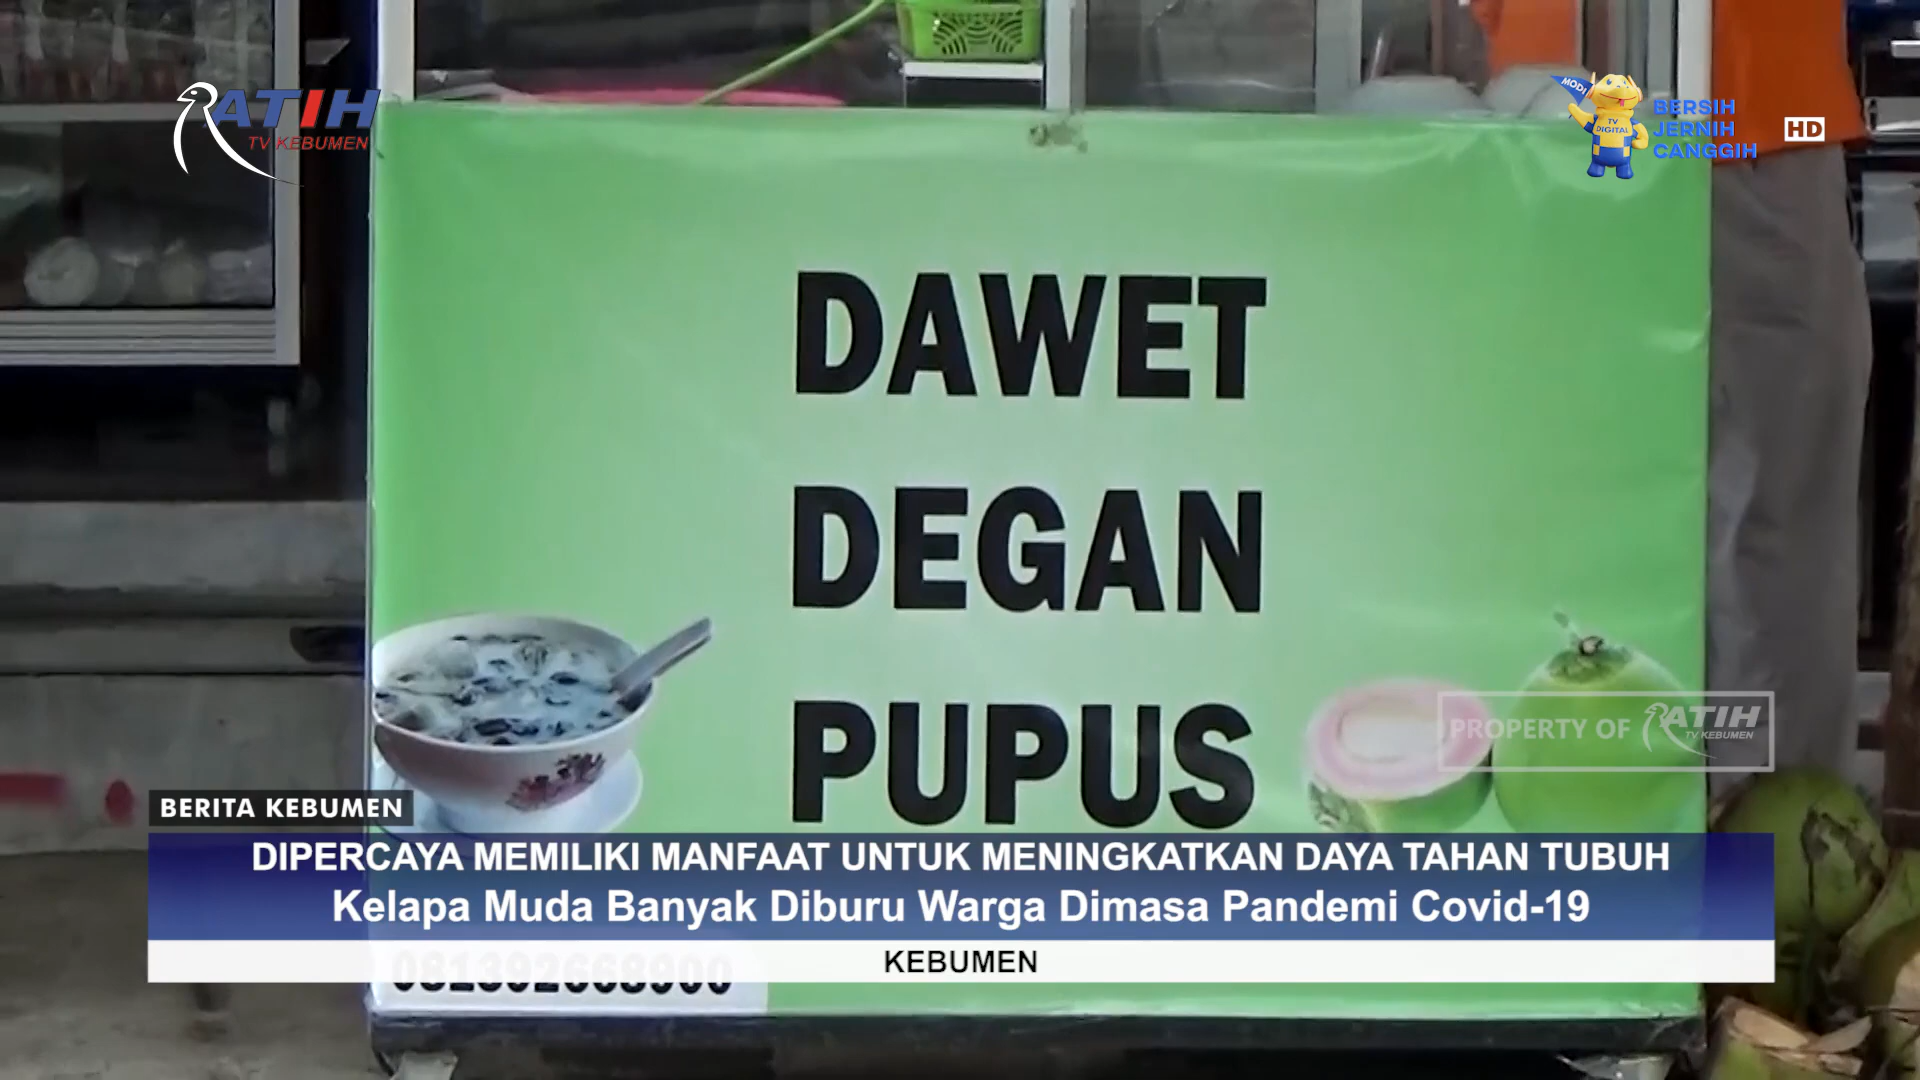 RATIH
TV KEBUMEN
MODI
TV
DIGITAL
BERSIH
JERNIH
CANGGIH
HD
DAWET
DEGAN
PUPUS
PROPERTY OF RATIH
TV KEBUMEN
BERITA KEBUMEN
DIPERCAYA MEMILIKI MANFAAT UNTUK MENINGKATKAN DAYA TAHAN TUBUH
Kelapa Muda Banyak Diburu Warga Dimasa Pandemi Covid-19
KEBUMEN
081392668900